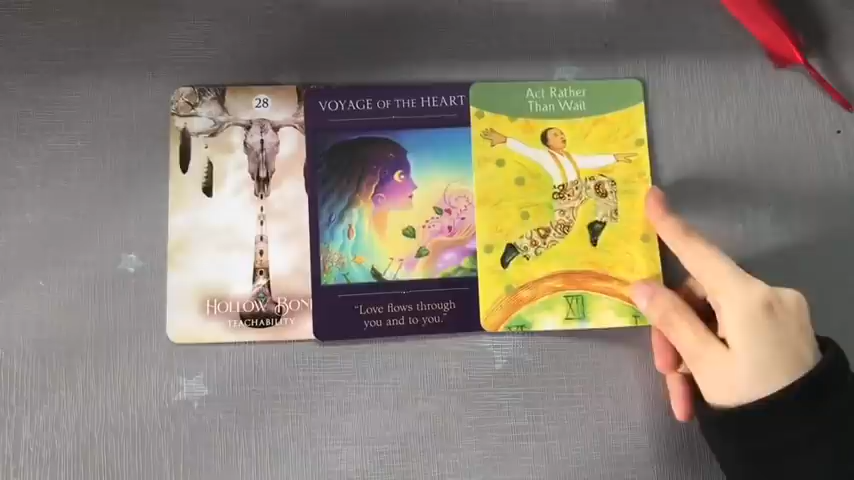 28
HOLLOW BON
TEACHABILITY
VOYAGE OF THE HEART
"Love flows through
you and to you."
Act Rather
Than Wait
XII